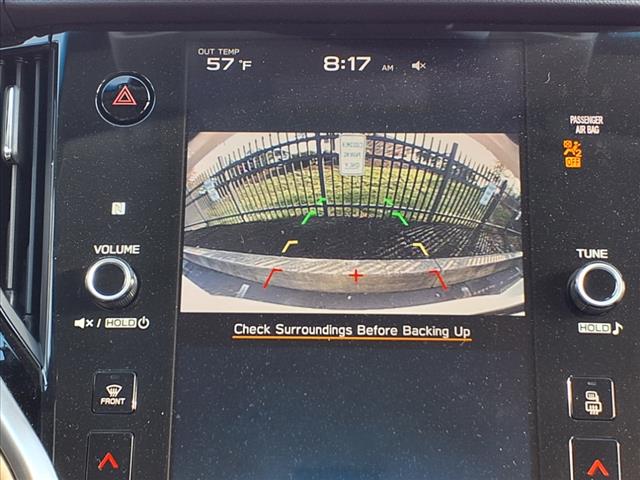 OUT TEMP
57°F
8:17 AM
PASSENGER
AIR BAG
2
OFF
N
VOLUME
TUNE
/ HOLD
HOLD
Check Surroundings Before Backing Up
FRONT